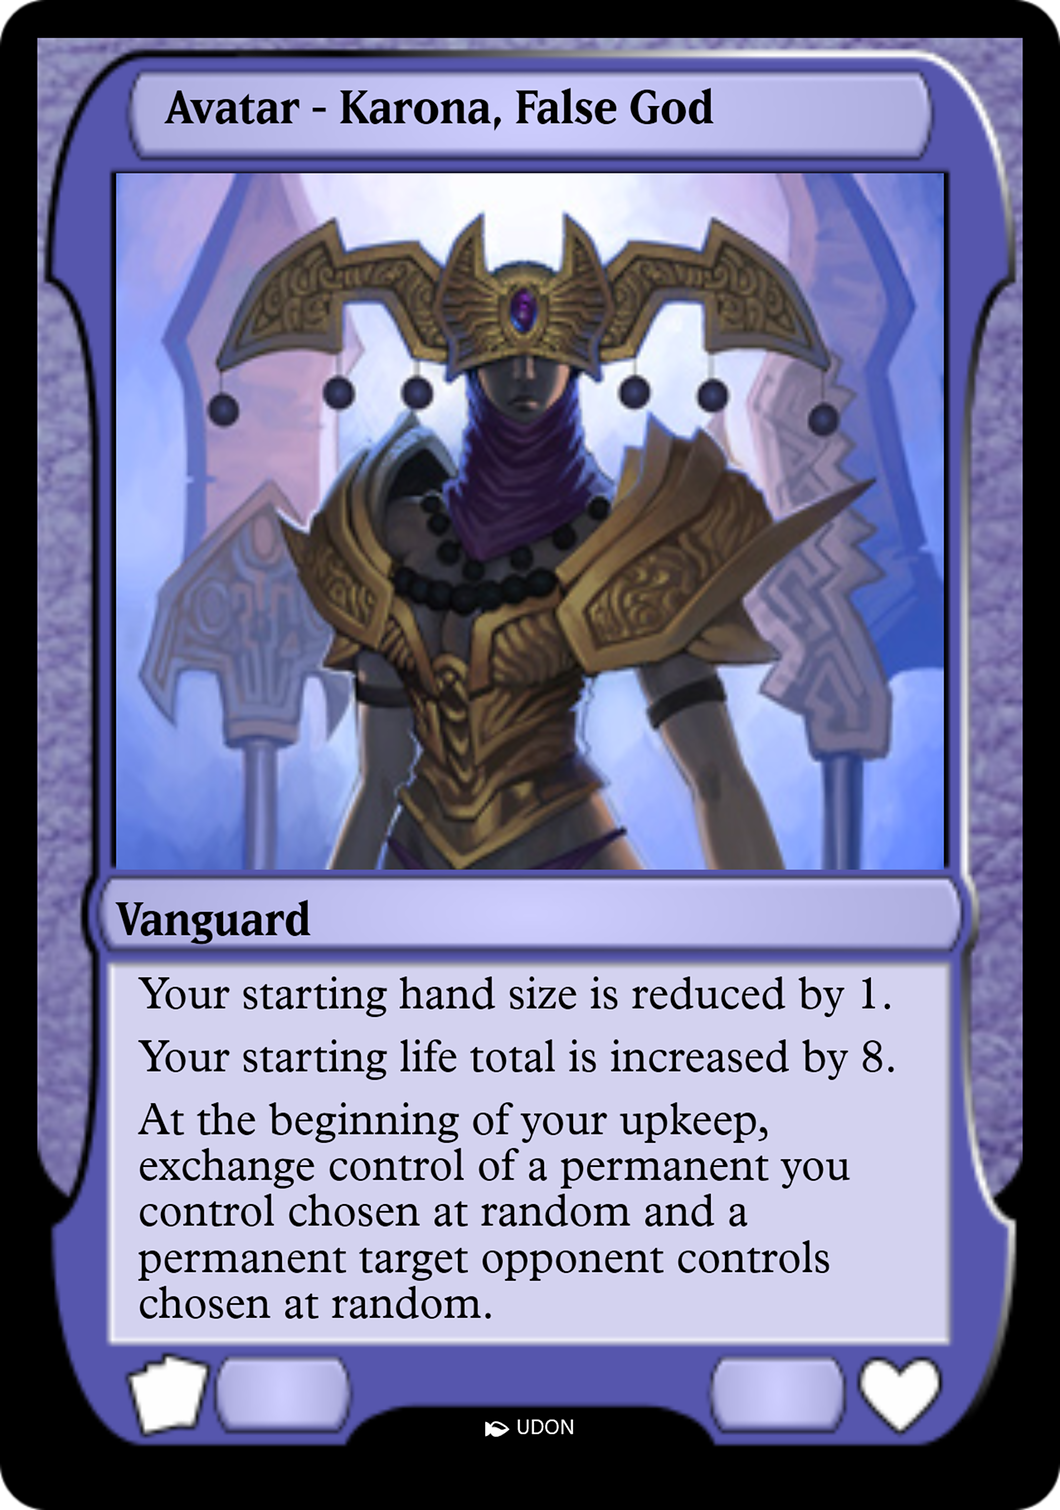 Avatar - Karona, False God
Vanguard
Your starting hand size is reduced by 1.
Your starting life total is increased by 8.
At the beginning of your upkeep,
exchange control of a permanent you
control chosen at random and a
permanent target opponent controls
chosen at random.
UDON